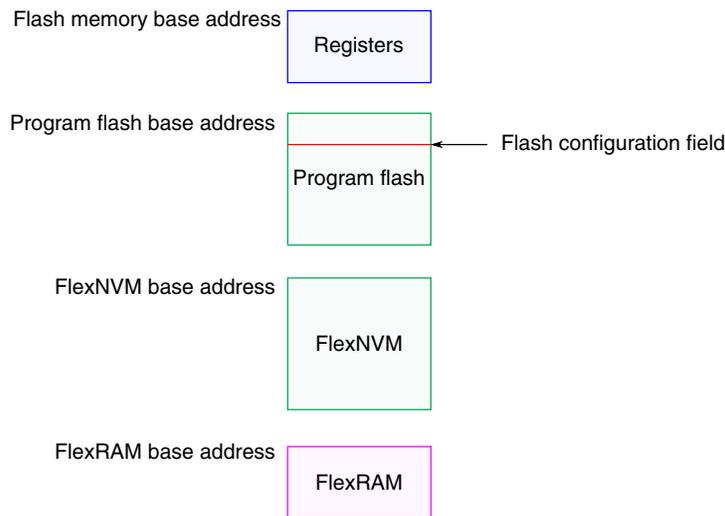 Flash memory base address
Registers
Program flash base address
Flash configuration field
Program flash
FlexNVM base address
FlexNVM
FlexRAM base address
FlexRAM